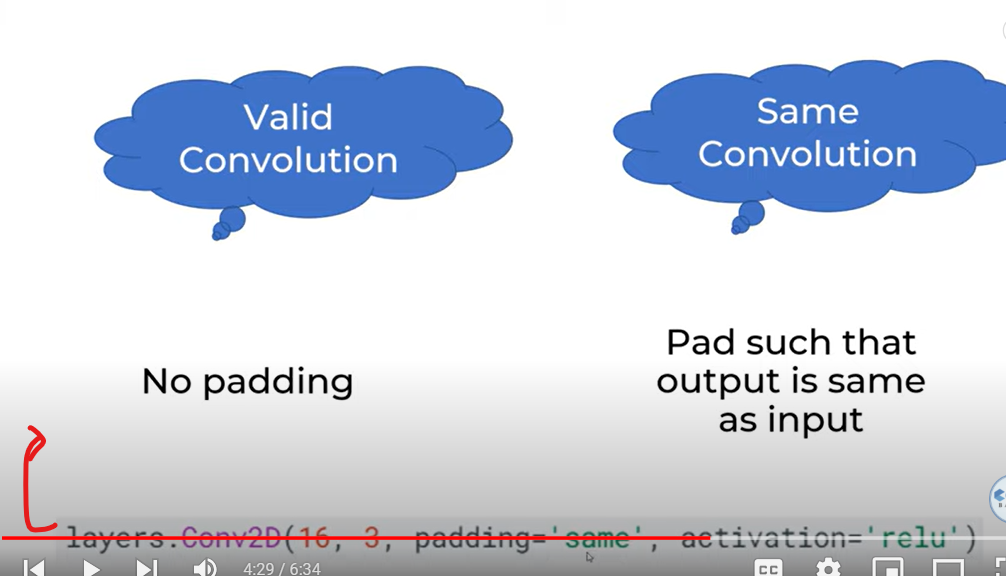 Valid
Convolution
Same
Convolution
No padding
Pad such that
output is same
as input
layers.Conv2D(16, 3, padding='same', activation='relu')
4:29 / 6:34
CC